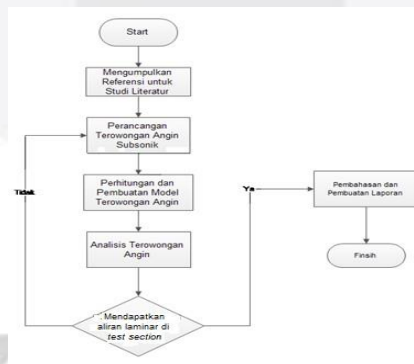 Start
Mengumpulkan
Referensi untuk
Studi Literatur
Perancangan
Terowongan Angin
Subsonik
Perhitungan dan
Pembuatan Model
Terowongan Angin
Analisis Terowongan
Angin
Mendapatkan
aliran laminar di
test section
Tidak
Ya
Pembahasan dan
Pembuatan Laporan
Finsih